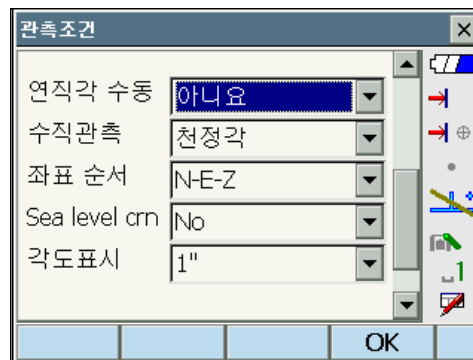 관측조건
연직각 수동 아니요
수직관측 천정각
좌표 순서 N-E-Z
Sea level crn No
각도표시 1"
1
OK